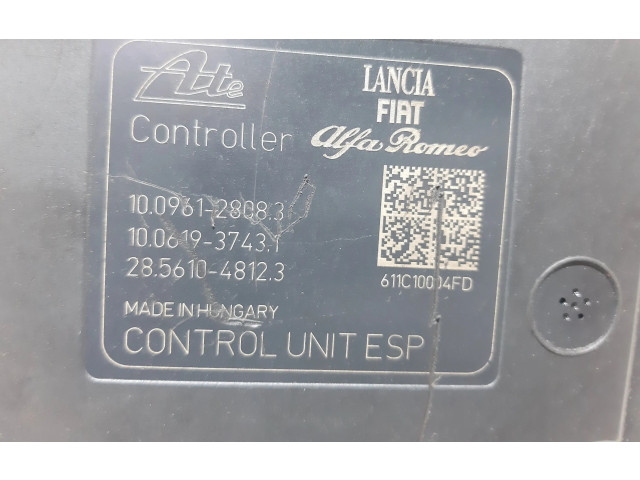 Ate
LANCIA
FIAT
Alfa Romeo
Controller
10.0961-2808.3
10.0619-3743.1
28.5610-4812.3
611C10004FD
MADE IN HUNGARY
CONTROL UNIT ESP